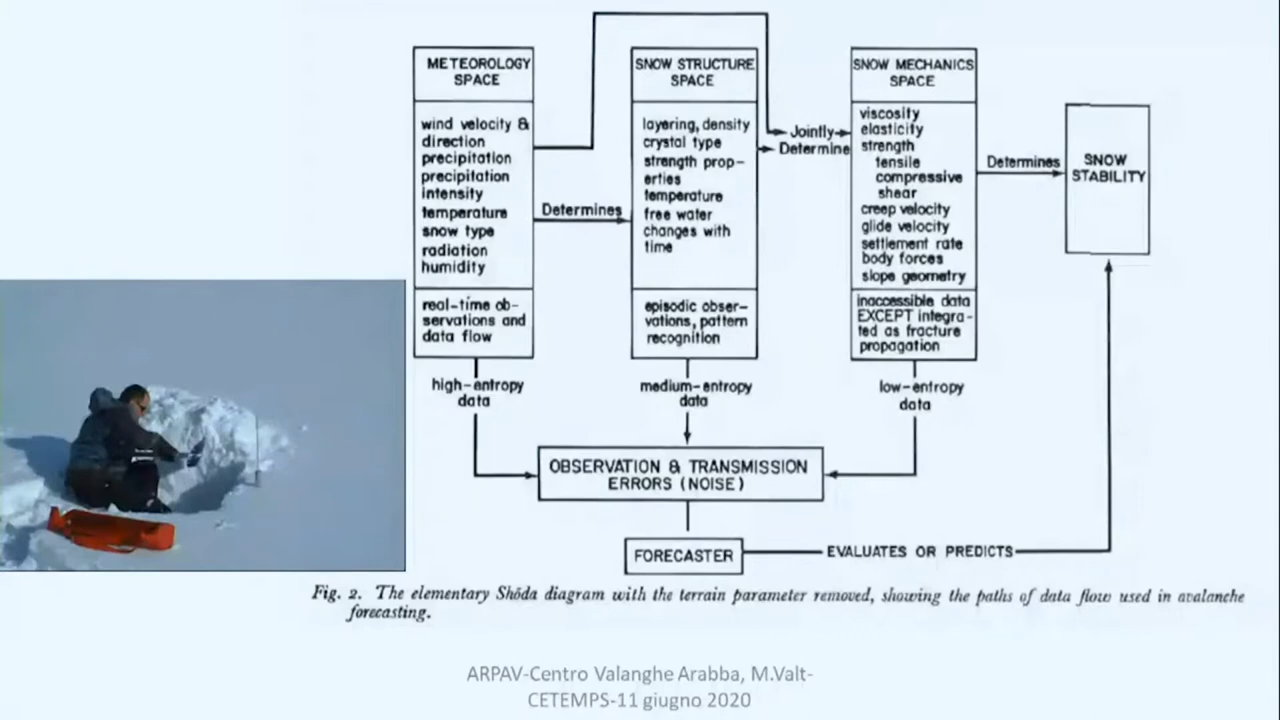 METEOROLOGY
SPACE
wind velocity &
direction
precipitation
precipitation
intensity
temperature
snow type
radiation
humidity
real-time ob-
servations and
data flow
high-entropy
data
Determines
SNOW STRUCTURE
SPACE
layering, density
crystal type
strength prop-
erties
temperature
free water
changes with
time
episodic obser-
vations, pattern
recognition
medium-entropy
data
Jointly
Determine
SNOW MECHANICS
SPACE
viscosity
elasticity
strength
tensile
compressive
shear
creep velocity
glide velocity
settlement rate
body forces
slope geometry
inaccessible data
EXCEPT integra-
ted as fracture
propagation
low-entropy
data
Determines
SNOW
STABILITY
OBSERVATION & TRANSMISSION
ERRORS (NOISE)
FORECASTER
EVALUATES OR PREDICTS
Fig. 2. The elementary Shōda diagram with the terrain parameter removed, showing the paths of data flow used in avalanche
forecasting.
ARPAV-Centro Valanghe Arabba, M.Valt-
CETEMPS-11 giugno 2020